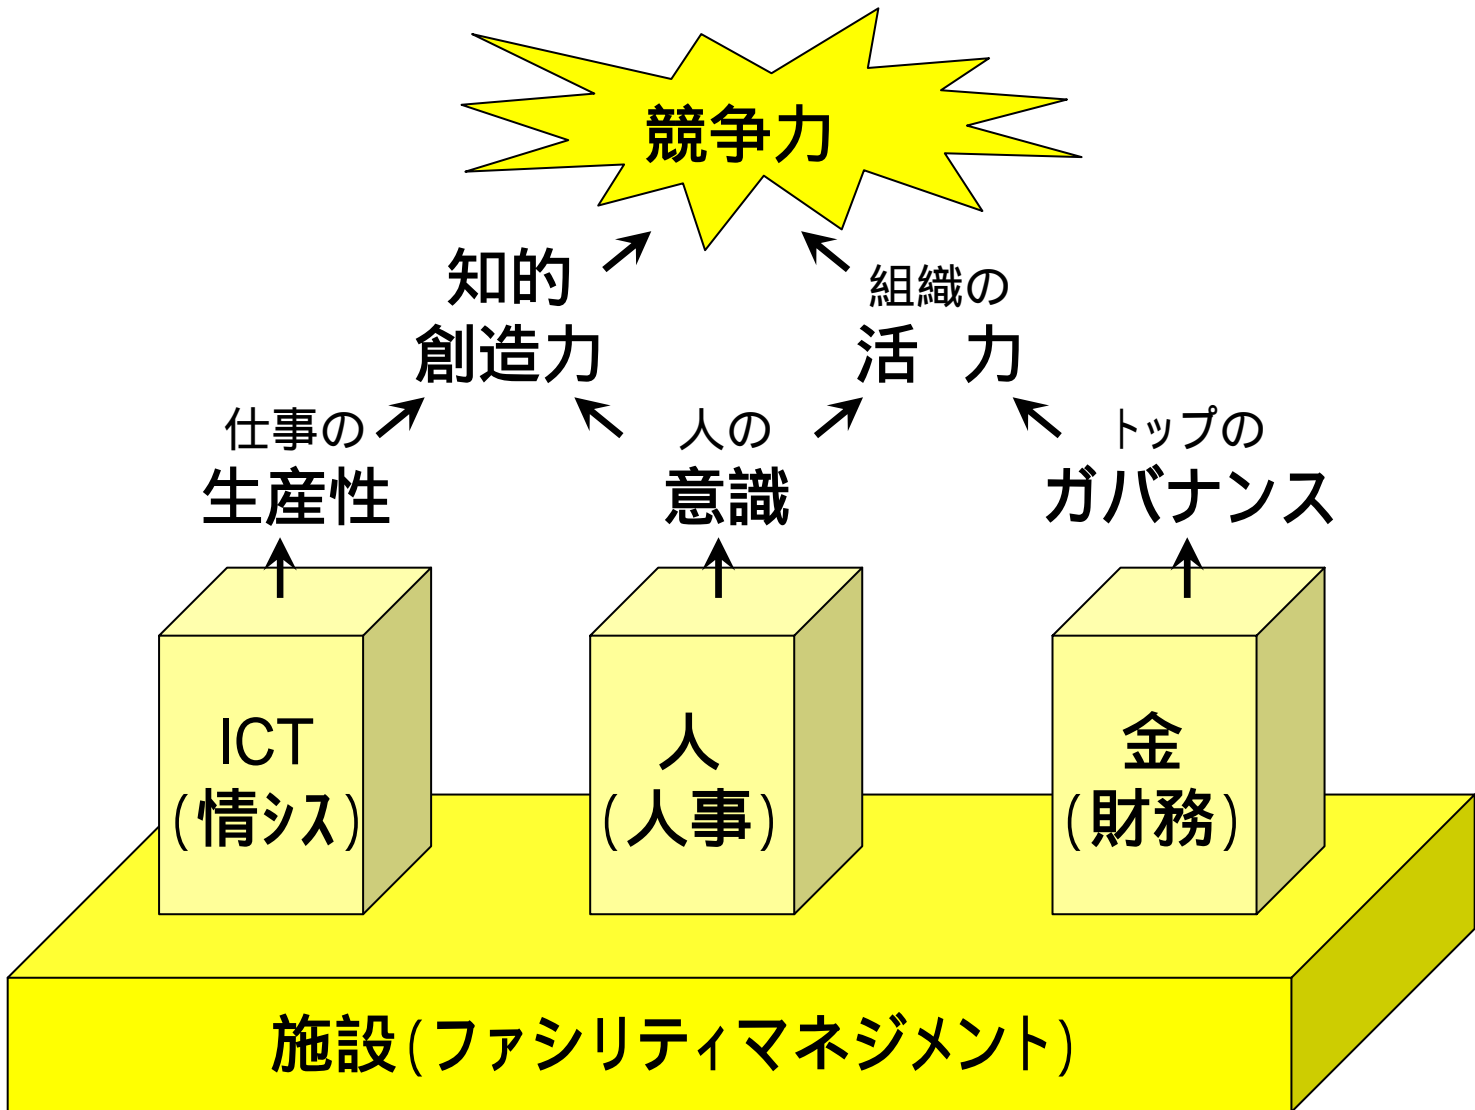 競争力
知的
創造力
組織の
活　力
仕事の
生産性
人の
意識
トップの
ガバナンス
ICT
(情ｼｽ)
人
(人事)
金
(財務)
施設(ファシリティマネジメント)